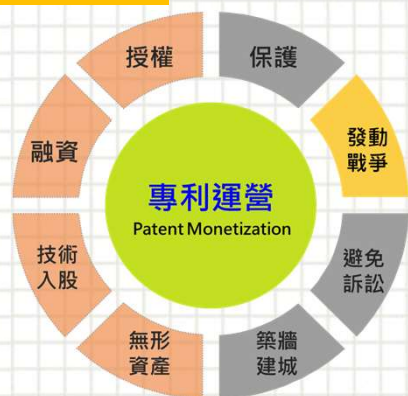 授權
保護
融資
發動
戰爭
專利運營
Patent Monetization
技術
入股
避免
訴訟
無形
資產
築牆
建城